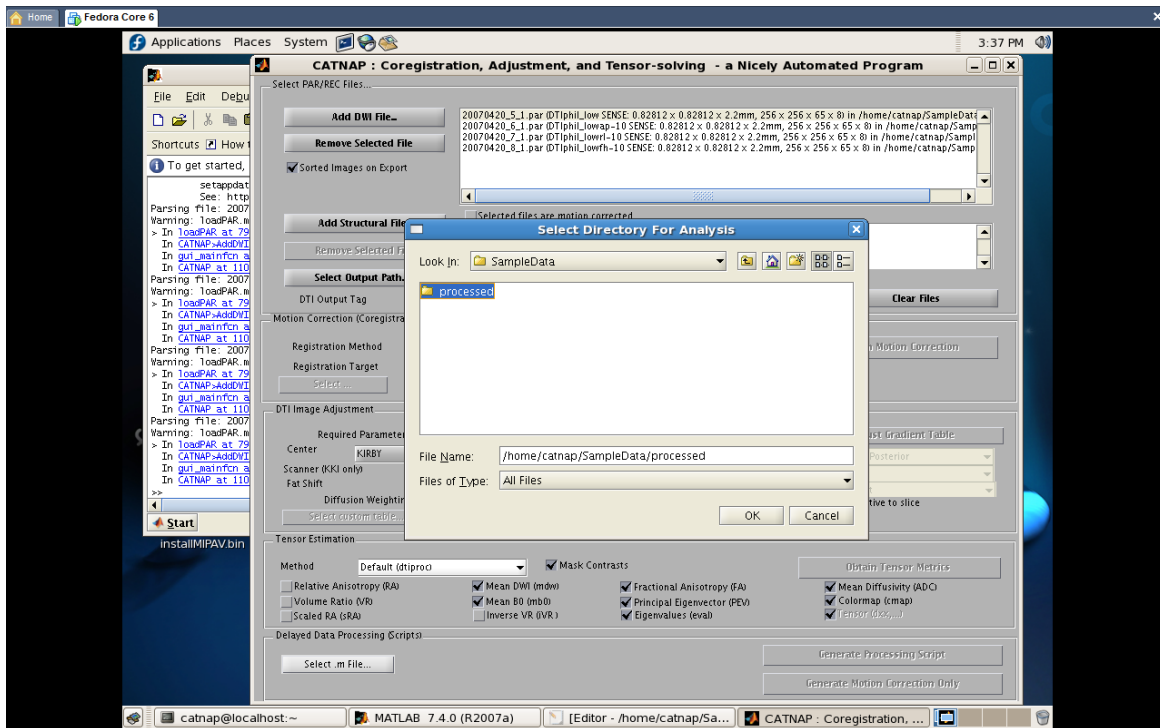 Home
Fedora Core 6
Applications Places System
3:37 PM
CATNAP : Coregistration, Adjustment, and Tensor-solving - a Nicely Automated Program
File Edit Debu
Shortcuts How
To get started,
setappdat
See: http
Parsing file: 2007
Warning: loadPAR.m
> In loadPAR at 79
In CATNAP>AddDWI
In gui_mainfcn a
In CATNAP at 110
Parsing file: 2007
Warning: loadPAR.m
> In loadPAR at 79
In CATNAP>AddDWI
In gui_mainfcn a
In CATNAP at 110
Parsing file: 2007
Warning: loadPAR.m
> In loadPAR at 79
In CATNAP>AddDWI
In gui_mainfcn a
In CATNAP at 110
Parsing file: 2007
Warning: loadPAR.m
> In loadPAR at 79
In CATNAP>AddDWI
In gui_mainfcn a
In CATNAP at 110
>>
Start
installMIPAV.bin
Select PAR/REC Files...
Add DWI File...
Remove Selected File
Sorted Images on Export
20070420_5_1.par (DTIphil_low SENSE: 0.82812 x 0.82812 x 2.2mm, 256 x 256 x 65 x 8) in /home/catnap/SampleData
20070420_6_1.par (DTIphil_lowap-10 SENSE: 0.82812 x 0.82812 x 2.2mm, 256 x 256 x 65 x 8) in /home/catnap/Samp
20070420_7_1.par (DTIphil_lowrl-10 SENSE: 0.82812 x 0.82812 x 2.2mm, 256 x 256 x 65 x 8) in /home/catnap/Sampl
20070420_8_1.par (DTIphil_lowfh-10 SENSE: 0.82812 x 0.82812 x 2.2mm, 256 x 256 x 65 x 8) in /home/catnap/Samp
Selected files are motion corrected
Add Structural File
Remove Selected Fi
Select Output Path.
DTI Output Tag
Clear Files
Select Directory For Analysis
Look In: SampleData
processed
File Name: /home/catnap/SampleData/processed
Files of Type: All Files
OK Cancel
Motion Correction (Coregistra
Registration Method
Registration Target
Select ...
Motion Correction
DTI Image Adjustment
Required Parameter
Center KIRBY
Scanner (KKI only)
Fat Shift
Diffusion Weightin
Select custom table...
ust Gradient Table
Posterior
tive to slice
Tensor Estimation
Method Default (dtiproc) Mask Contrasts Obtain Tensor Metrics
Relative Anisotropy (RA) Mean DWI (mdw) Fractional Anisotropy (FA) Mean Diffusivity (ADC)
Volume Ratio (VR) Mean B0 (mb0) Principal Eigenvector (PEV) Colormap (cmap)
Scaled RA (sRA) Inverse VR (iVR ) Eigenvalues (eval) Tensor (dxx,...)
Delayed Data Processing (Scripts)
Select .m File...
Generate Processing Script
Generate Motion Correction Only
catnap@localhost:~ MATLAB 7.4.0 (R2007a) [Editor - /home/catnap/Sa... CATNAP : Coregistration, ...